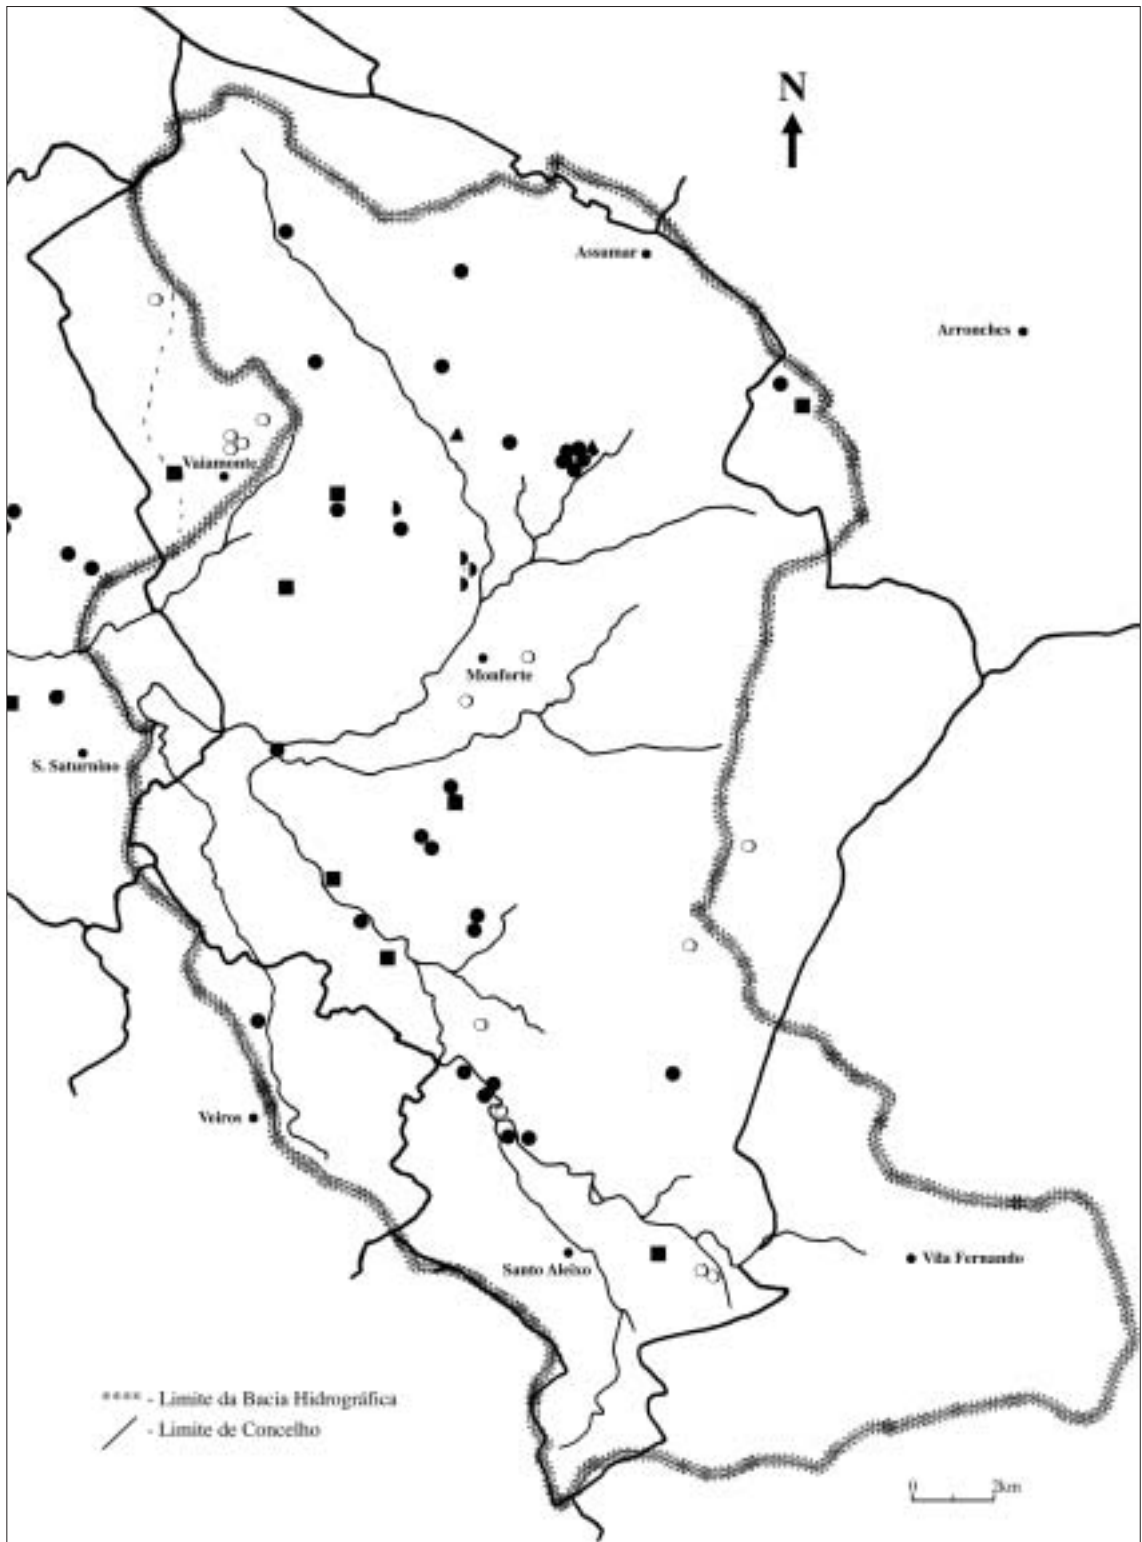 N
Assumar
Arronches
Vaiamonte
Monforte
S. Saturnino
Veiros
Santo Aleixo
Vila Fernando
**** - Limite da Bacia Hidrográfica
- Limite de Concelho
0 2km